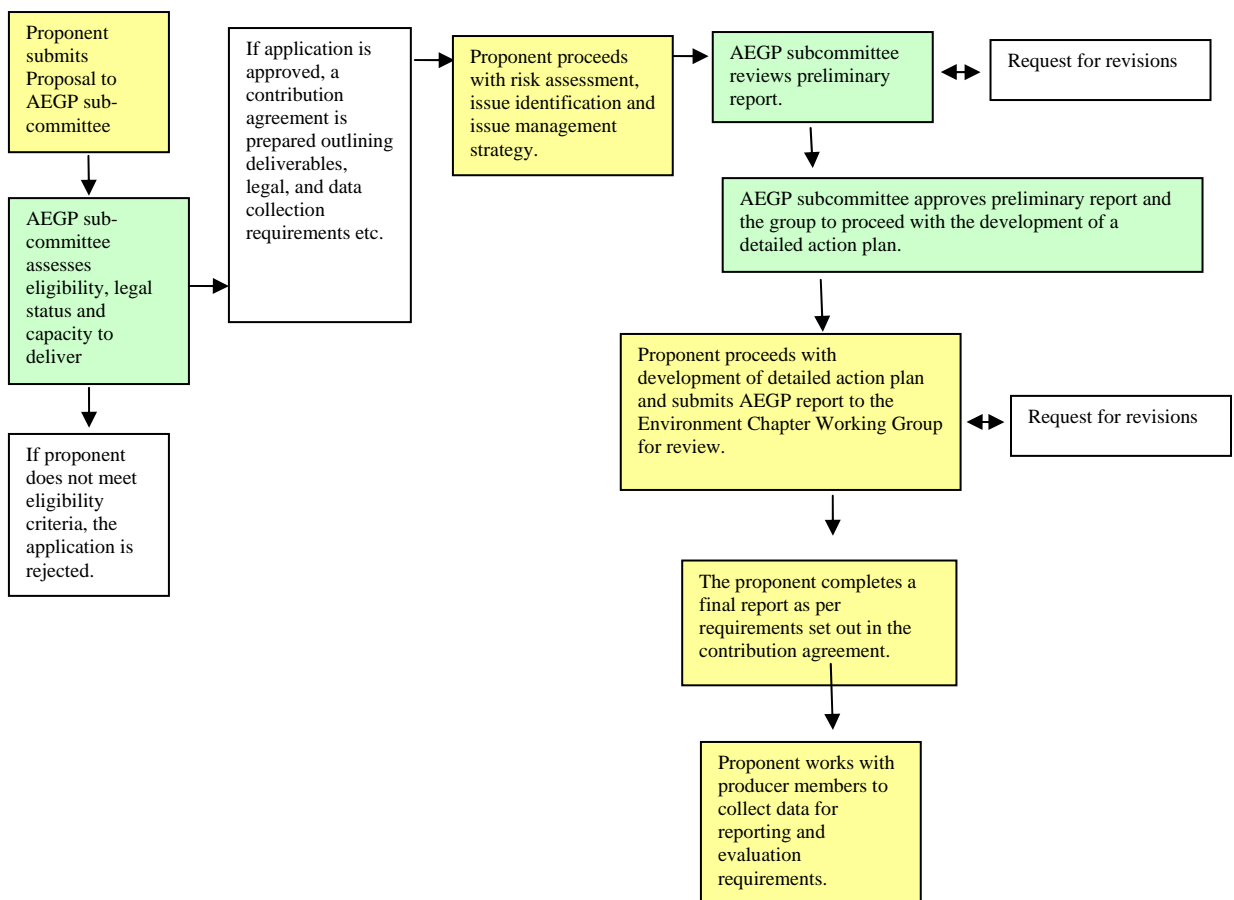 Proponent
submits
Proposal to
AEGP sub-
committee
AEGP sub-
committee
assesses
eligibility, legal
status and
capacity to
deliver
If proponent
does not meet
eligibility
criteria, the
application is
rejected.
If application is
approved, a
contribution
agreement is
prepared outlining
deliverables,
legal, and data
collection
requirements etc.
Proponent proceeds
with risk assessment,
issue identification and
issue management
strategy.
AEGP subcommittee
reviews preliminary
report.
Request for revisions
AEGP subcommittee approves preliminary report and
the group to proceed with the development of a
detailed action plan.
Proponent proceeds with
development of detailed action plan
and submits AEGP report to the
Environment Chapter Working Group
for review.
Request for revisions
The proponent completes a
final report as per
requirements set out in the
contribution agreement.
Proponent works with
producer members to
collect data for
reporting and
evaluation
requirements.